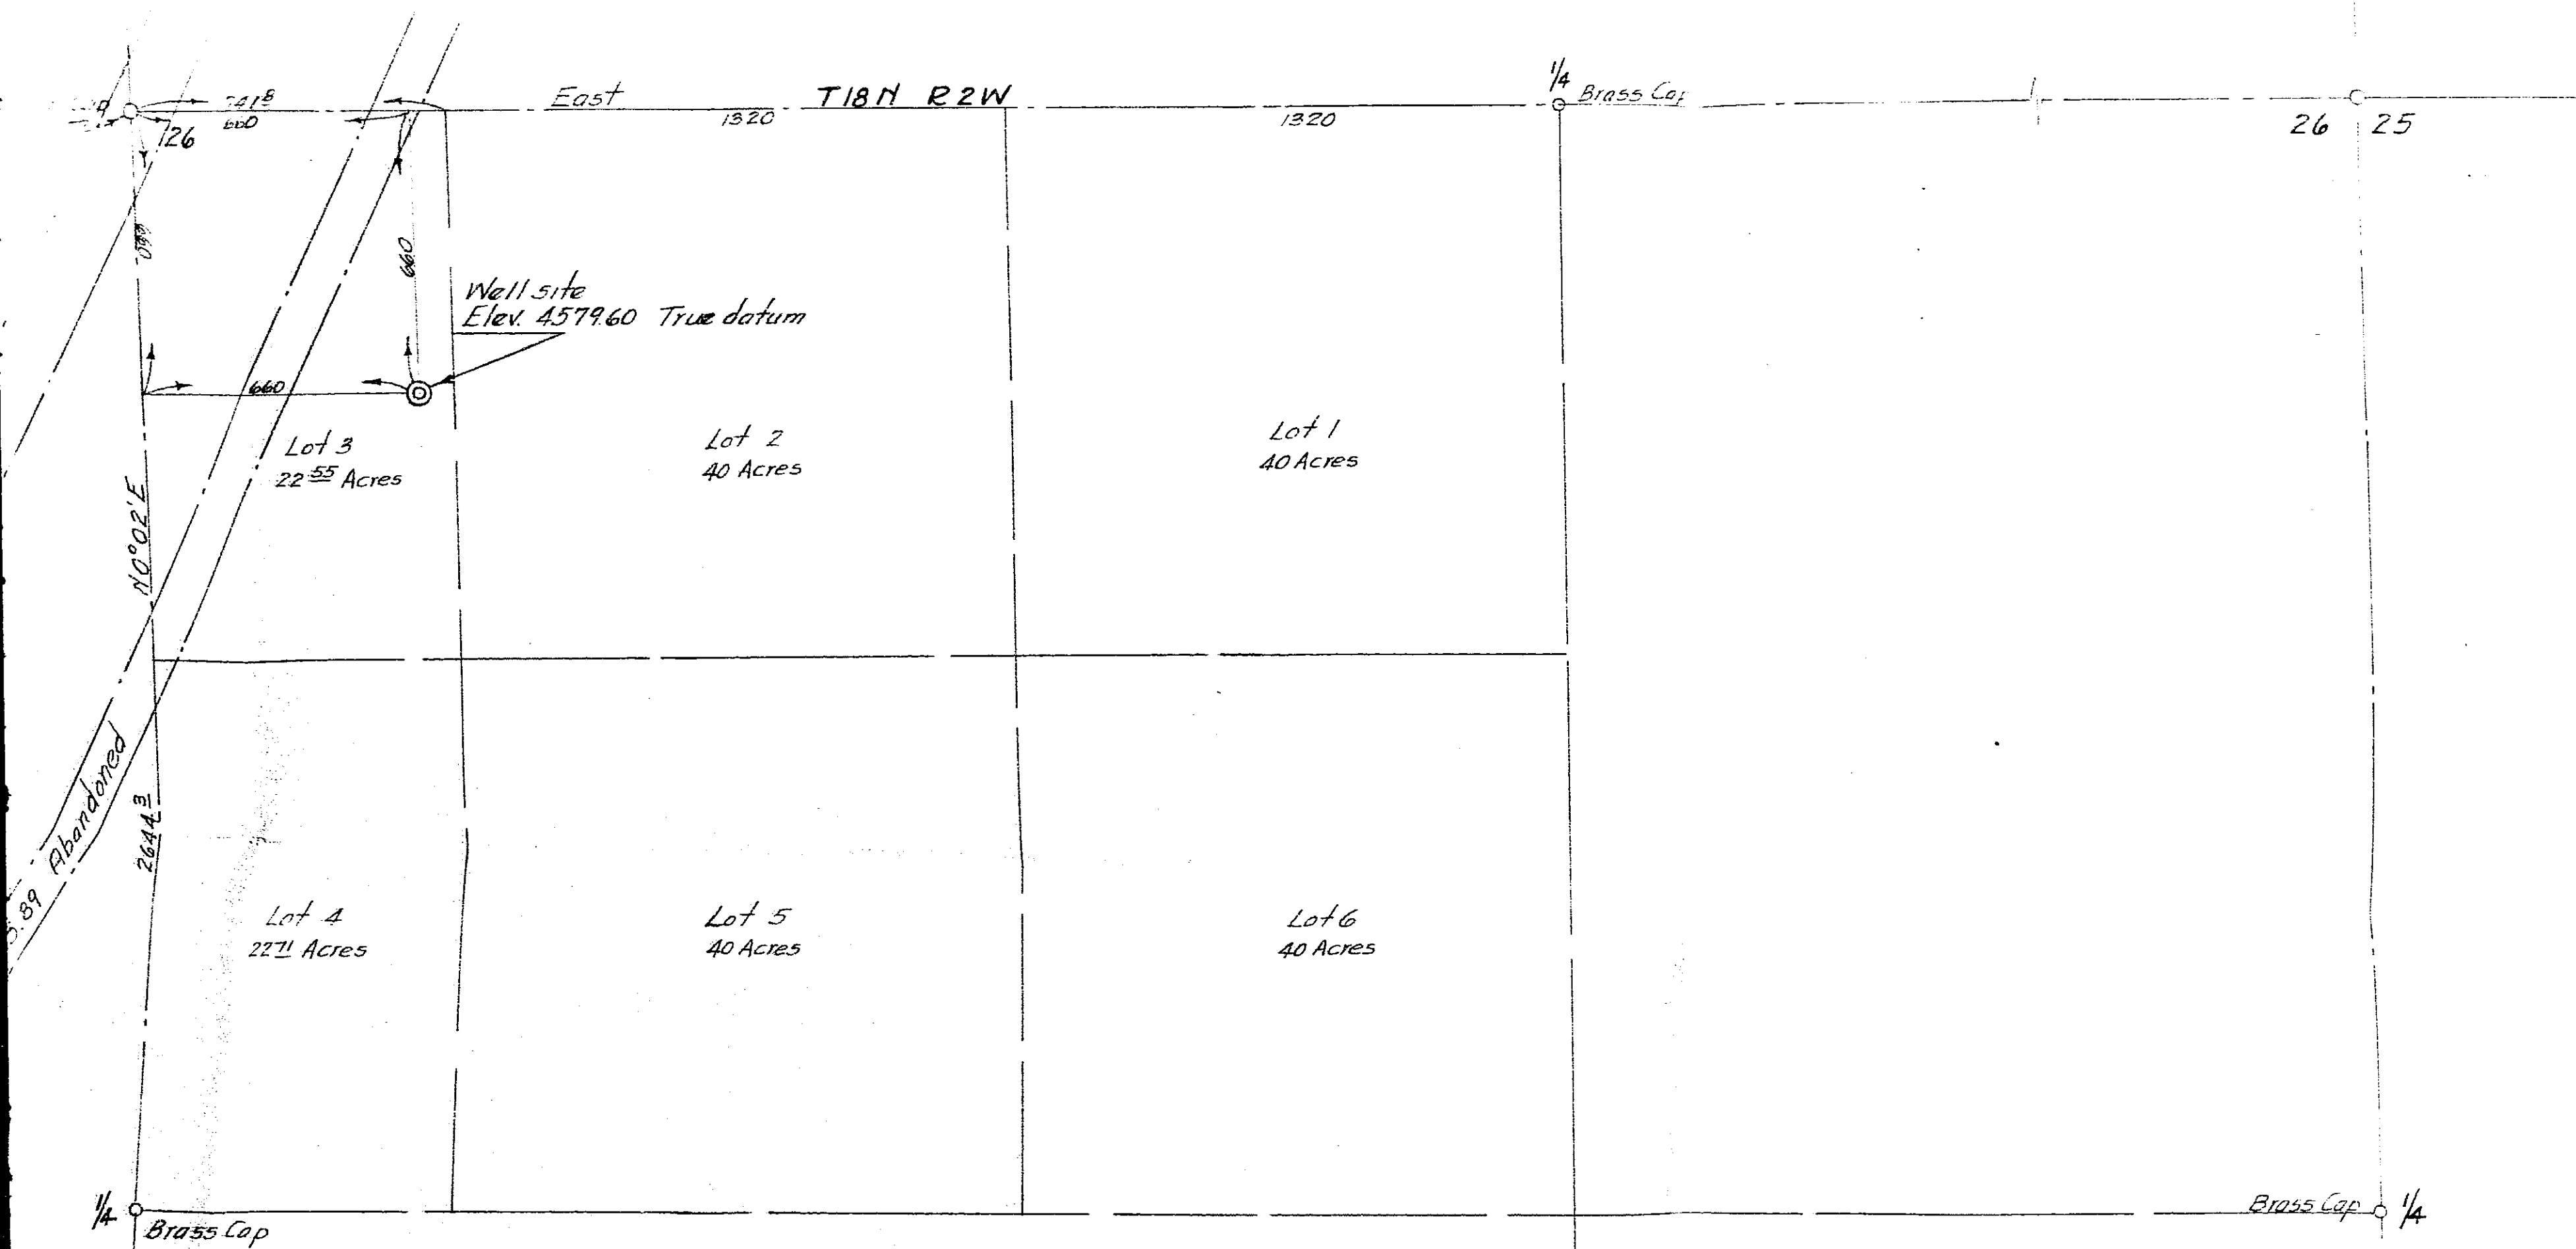 1/4
Brass Cap
East
T18N R2W
741 8
660
1320
1320
26
26
25
660
660
Well site
Elev. 4579.60 True datum
660
Lot 3
22 55 Acres
Lot 2
40 Acres
Lot 1
40 Acres
N0°02'E
Abandoned
2644 3
Lot 4
22 71 Acres
Lot 5
40 Acres
Lot 6
40 Acres
1/4
Brass Cap
Brass Cap
1/4